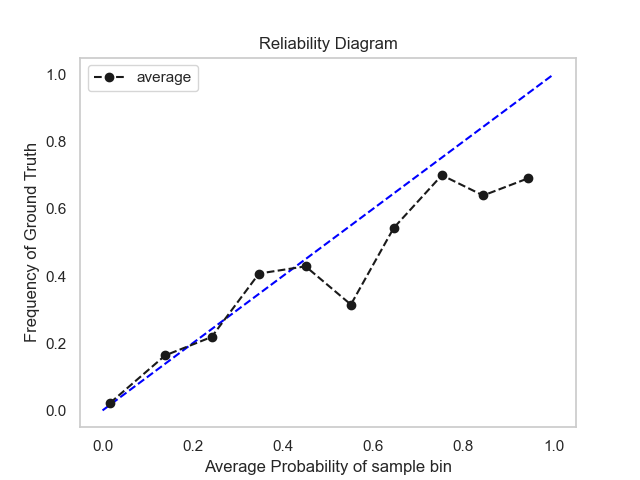 Reliability Diagram
average
Frequency of Ground Truth
1.0
0.8
0.6
0.4
0.2
0.0
0.0 0.2 0.4 0.6 0.8 1.0
Average Probability of sample bin